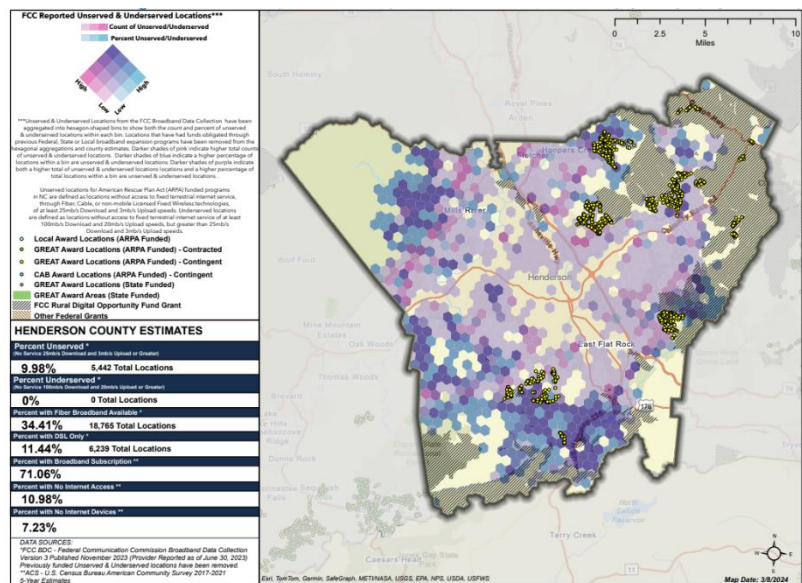 FCC Reported Unserved & Underserved Locations***
Count of Unserved/Underserved
Percent Unserved/Underserved
High
Low
Low
High
***Unserved & Underserved Locations from the FCC Broadband Data Collection have been
aggregated into hexagon-shaped bins to show both the count and percent of unserved
& underserved locations within each bin. Locations that have had funds obligated through
previous Federal, State or Local broadband expansion programs have been removed from the
hexagonal aggregations and county estimates. Darker shades of pink indicate higher total counts
of unserved & underserved locations. Darker shades of blue indicate a higher percentage of
locations within a bin are unserved & underserved locations. Darker shades of purple indicate
both a higher total of unserved & underserved locations locations and a higher percentage of
total locations within a bin are unserved & underserved locations.
Unserved locations for American Rescue Plan Act (ARPA) funded programs
in NC are defined as locations without access to fixed terrestrial internet service,
through Fiber, Cable, or non-mobile Licensed Fixed Wireless technologies,
of at least 25mb/s Download and 3mb/s Upload speeds. Underserved locations
are defined as locations without access to fixed terrestrial internet service of at least
100mb/s Download and 20mb/s Upload speeds, but greater than 25mb/s
Download and 3mb/s Upload speeds.
Local Award Locations (ARPA Funded)
GREAT Award Locations (ARPA Funded) - Contracted
GREAT Award Locations (ARPA Funded) - Contingent
CAB Award Locations (ARPA Funded) - Contingent
GREAT Award Locations (State Funded)
GREAT Award Areas (State Funded)
FCC Rural Digital Opportunity Fund Grant
Other Federal Grants
HENDERSON COUNTY ESTIMATES
Percent Unserved *
(No Service 25mb/s Download and 3mb/s Upload or Greater)
9.98% 5,442 Total Locations
Percent Underserved *
(No Service 100mb/s Download and 20mb/s Upload or Greater)
0% 0 Total Locations
Percent with Fiber Broadband Available *
34.41% 18,765 Total Locations
Percent with DSL Only *
11.44% 6,239 Total Locations
Percent with Broadband Subscription **
71.06%
Percent with No Internet Access **
10.98%
Percent with No Internet Devices **
7.23%
DATA SOURCES:
*FCC BDC - Federal Communication Commission Broadband Data Collection
Version 3 Published November 2023 (Provider Reported as of June 30, 2023)
Previously funded Unserved & Underserved locations have been removed.
**ACS - U.S. Census Bureau American Community Survey 2017-2021
5-Year Estimates
0 2.5 5 10
Miles
South Hominy
Royal Pines
Arden
Hoopers Creek
Fletcher
Mills River
Wolf Ford
Henderson
Mine Mountain
Estates
Oak Woods
East Flat Rock
Thomas Woods
Brevard
176
Dunns Rock
Sequoyah
Falls
North
Saluda
Reservoir
Terry Creek
Caesars Head
Jones Gap State
Park
N
W E
S
Esri, TomTom, Garmin, SafeGraph, METI/NASA, USGS, EPA, NPS, USDA, USFWS
Map Date: 3/8/2024